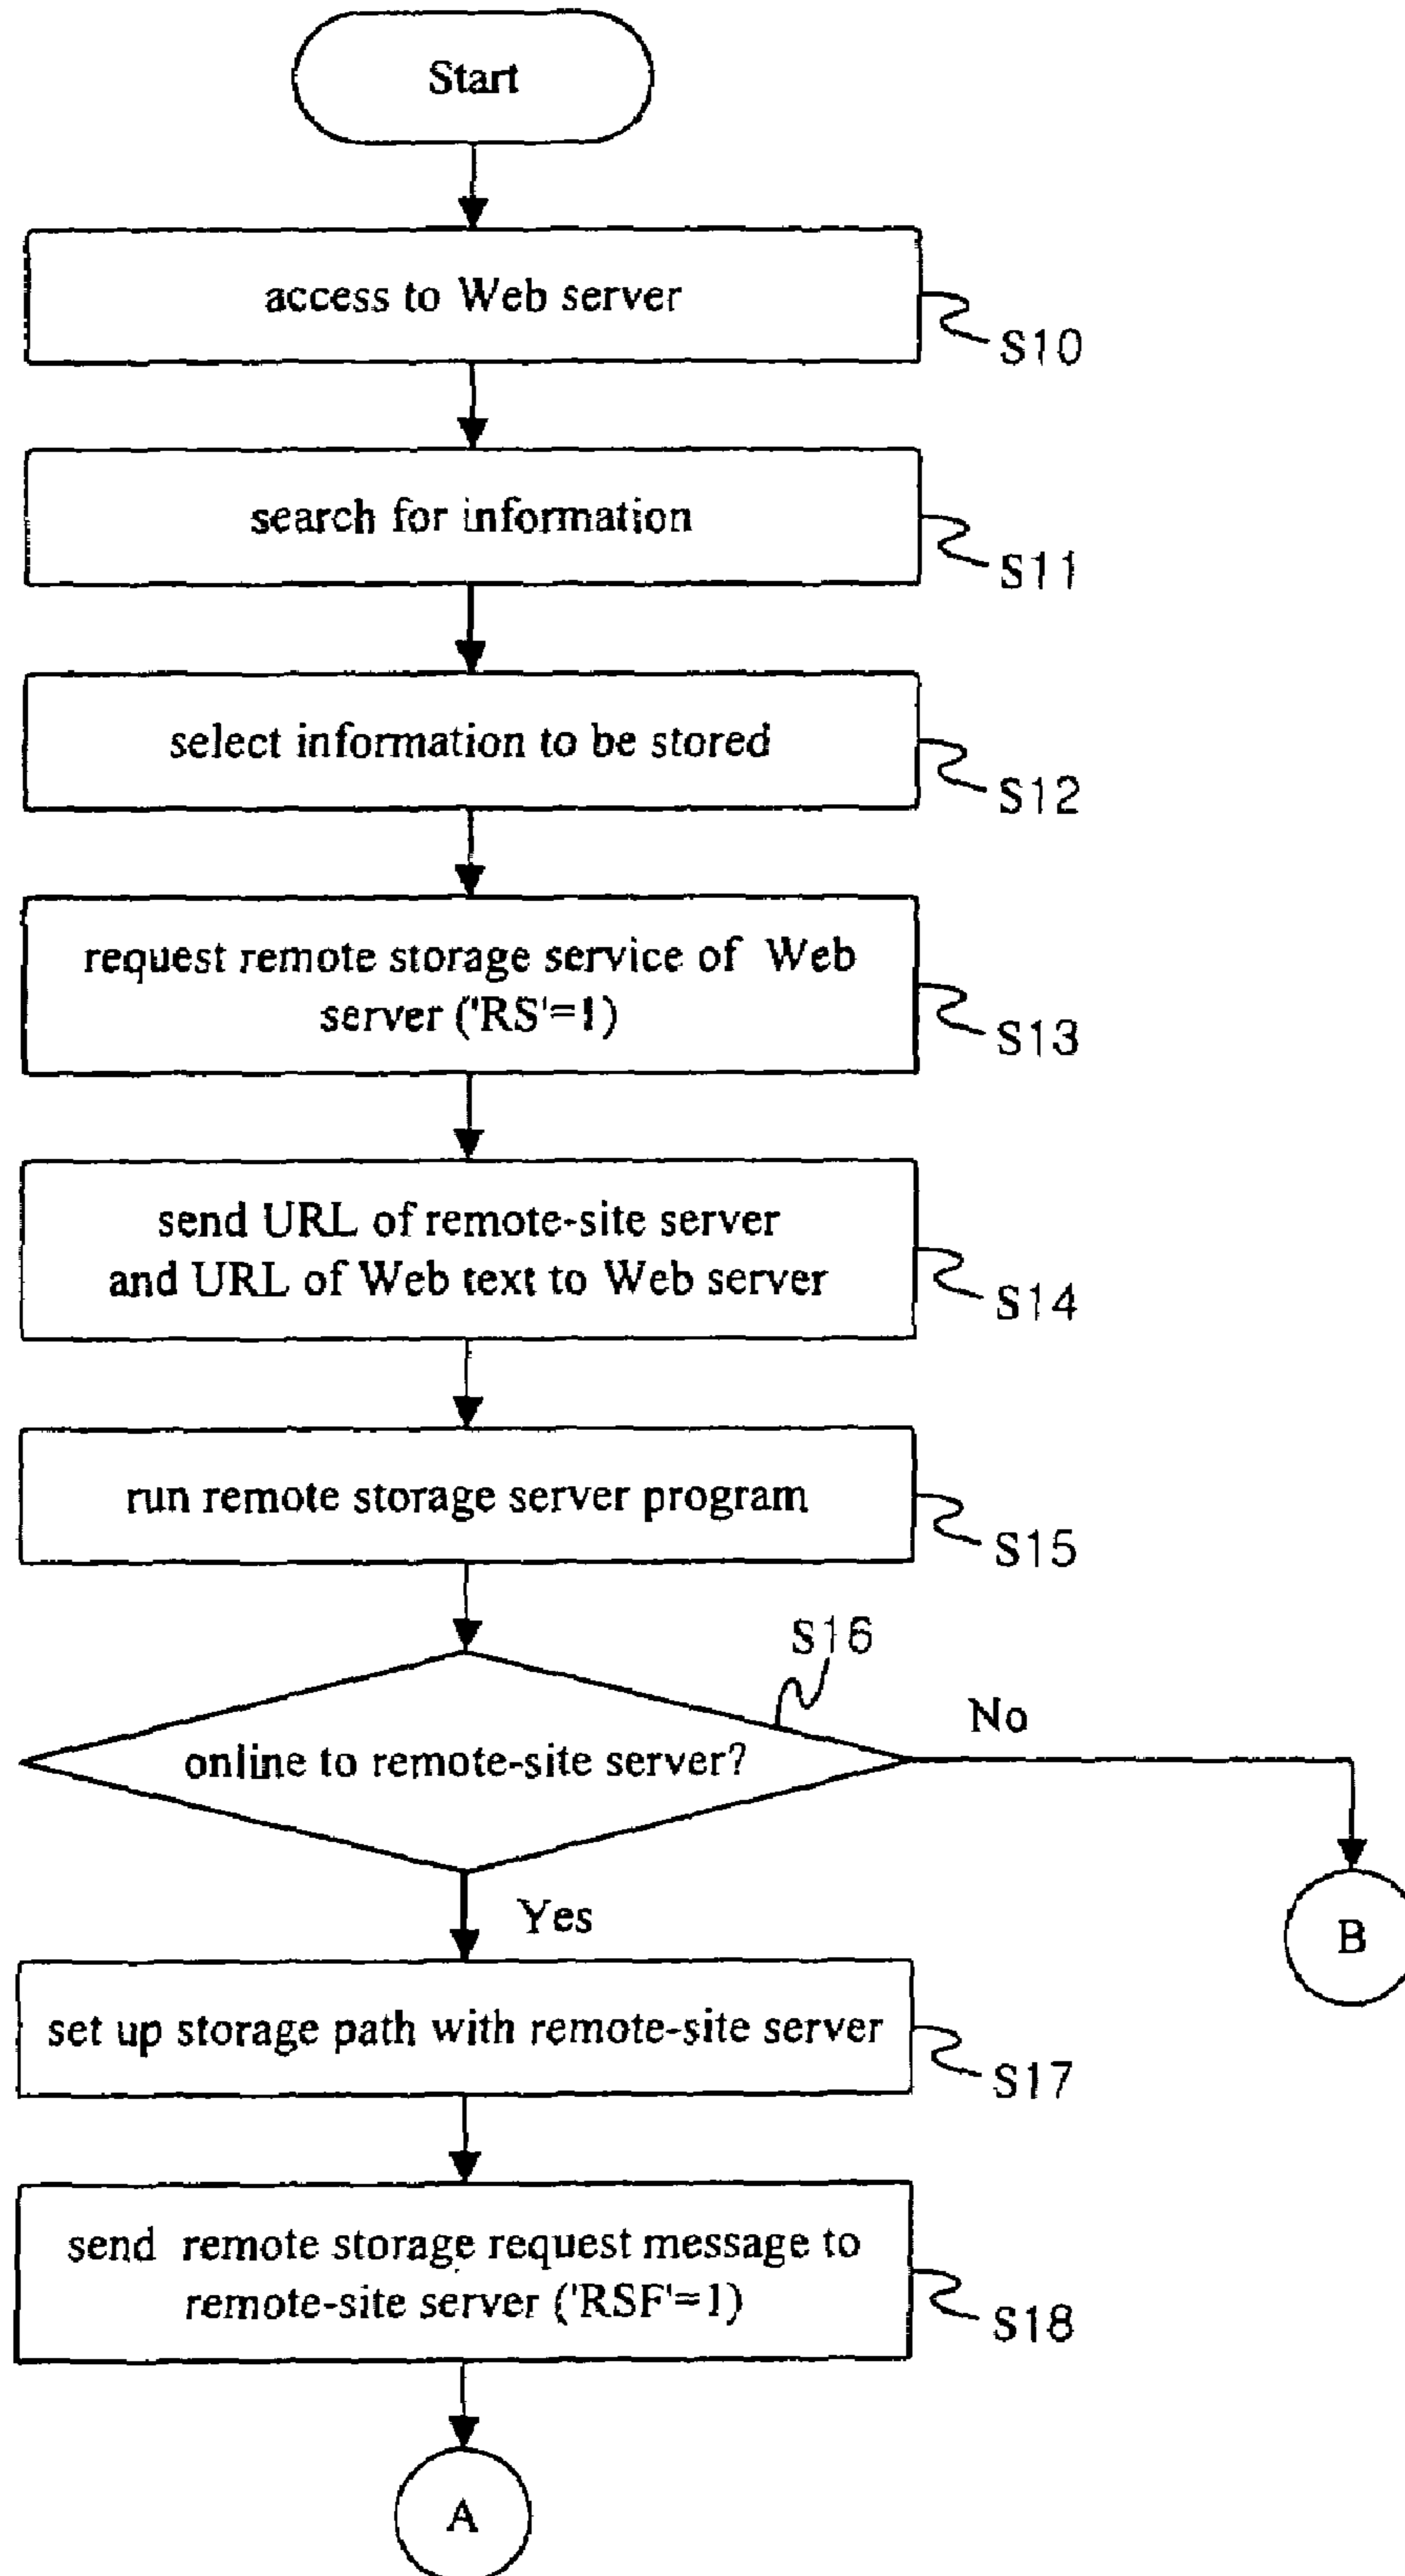 Start
access to Web server
S10
search for information
S11
select information to be stored
S12
request remote storage service of Web
server ('RS'=1)
S13
send URL of remote-site server
and URL of Web text to Web server
S14
run remote storage server program
S15
S16
online to remote-site server?
No
Yes
B
set up storage path with remote-site server
S17
send remote storage request message to
remote-site server ('RSF'=1)
S18
A